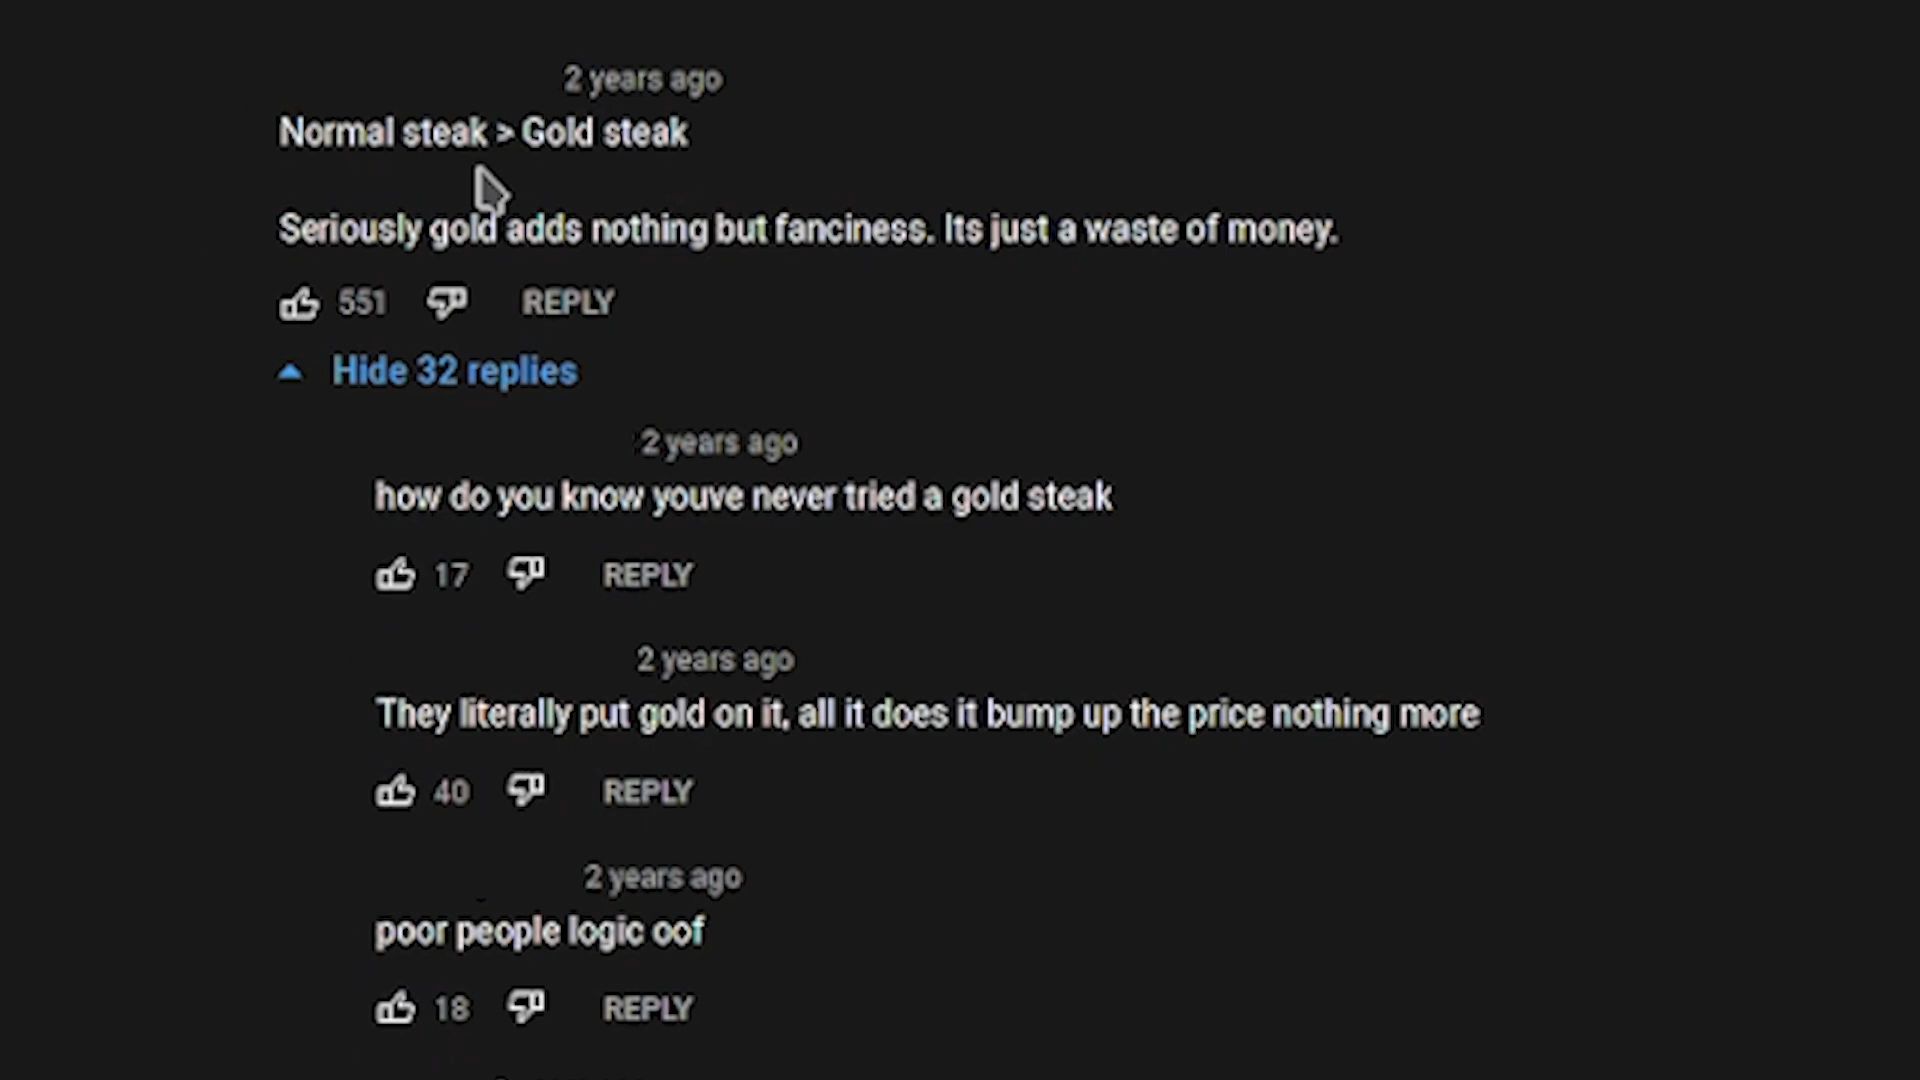 2 years ago
Normal steak > Gold steak
Seriously gold adds nothing but fanciness. Its just a waste of money.
551 REPLY
Hide 32 replies
2 years ago
how do you know youve never tried a gold steak
17 REPLY
2 years ago
They literally put gold on it, all it does it bump up the price nothing more
40 REPLY
2 years ago
poor people logic oof
18 REPLY